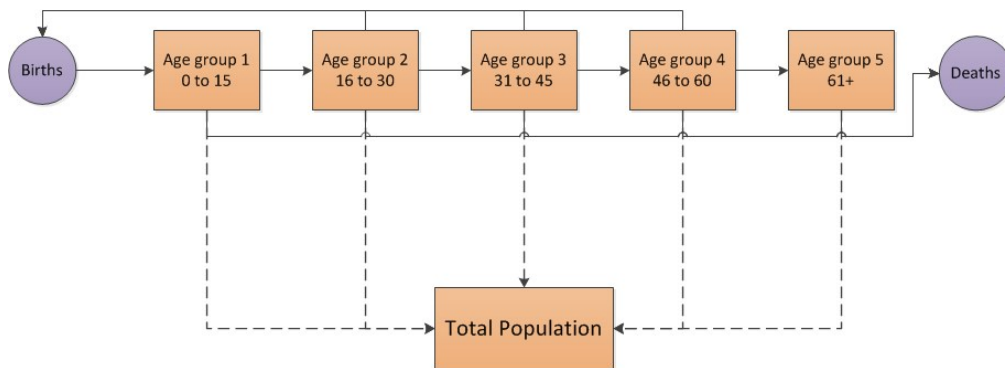 Births
Age group 1
0 to 15
Age group 2
16 to 30
Age group 3
31 to 45
Age group 4
46 to 60
Age group 5
61+
Deaths
Total Population